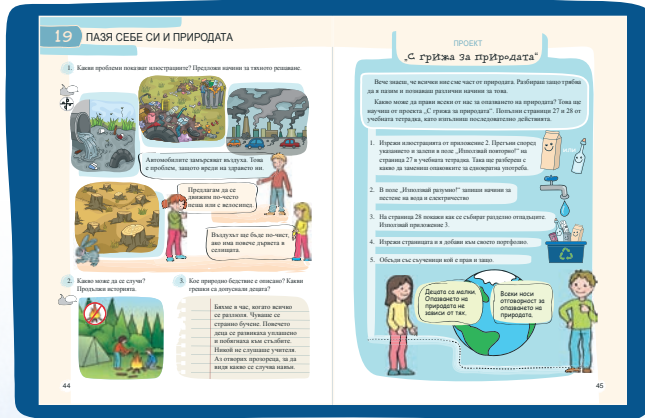 19 ПАЗЯ СЕБЕ СИ И ПРИРОДАТА
1. Какви проблеми показват илюстрациите? Предложи начини за тяхното решаване.
Автомобилите замърсяват въздуха. Това
е проблем, защото вреди на здравето ни.
Предлагам да се
движим по-често
пеша или с велосипед.
Въздухът ще бъде по-чист,
ако има повече дървета в
селищата.
2. Какво може да се случи?
Продължи историята.
3. Кое природно бедствие е описано? Какви
грешки са допускали децата?
Бяхме в час, когато всичко
се разлюля. Чуваше се
странно бучене. Повечето
деца се развикаха уплашено
и побягнаха към стълбите.
Никой не слушаше учителя.
Аз отворих прозореца, за да
видя какво се случва навън.
44
ПРОЕКТ
„С грижа за природата“
Вече знаеш, че всички ние сме част от природата. Разбираш защо трябва
да я пазим и познаваш различни начини за това.
Какво може да прави всеки от нас за опазването на природата? Това ще
научиш от проекта „С грижа за природата“. Попълни страници 27 и 28 от
учебната тетрадка, като изпълниш последователно действията.
1. Изрежи илюстрациите от приложение 2. Прегъни според
указанието и залепи в поле „Използвай повторно!“ на
страница 27 в учебната тетрадка. Така ще разбереш с
какво да замениш опаковките за еднократна употреба.
или
2. В поле „Използвай разумно!“ запиши начини за
пестене на вода и електричество
3. На страница 28 покажи как се събират разделно отпадъците.
Използвай приложение 3.
4. Изрежи страницата и я добави към своето портфолио.
5. Обсъди със съученици кой е прав и защо.
Децата са малки.
Опазването на
природата не
зависи от тях.
Всеки носи
отговорност за
опазването на
природата.
45